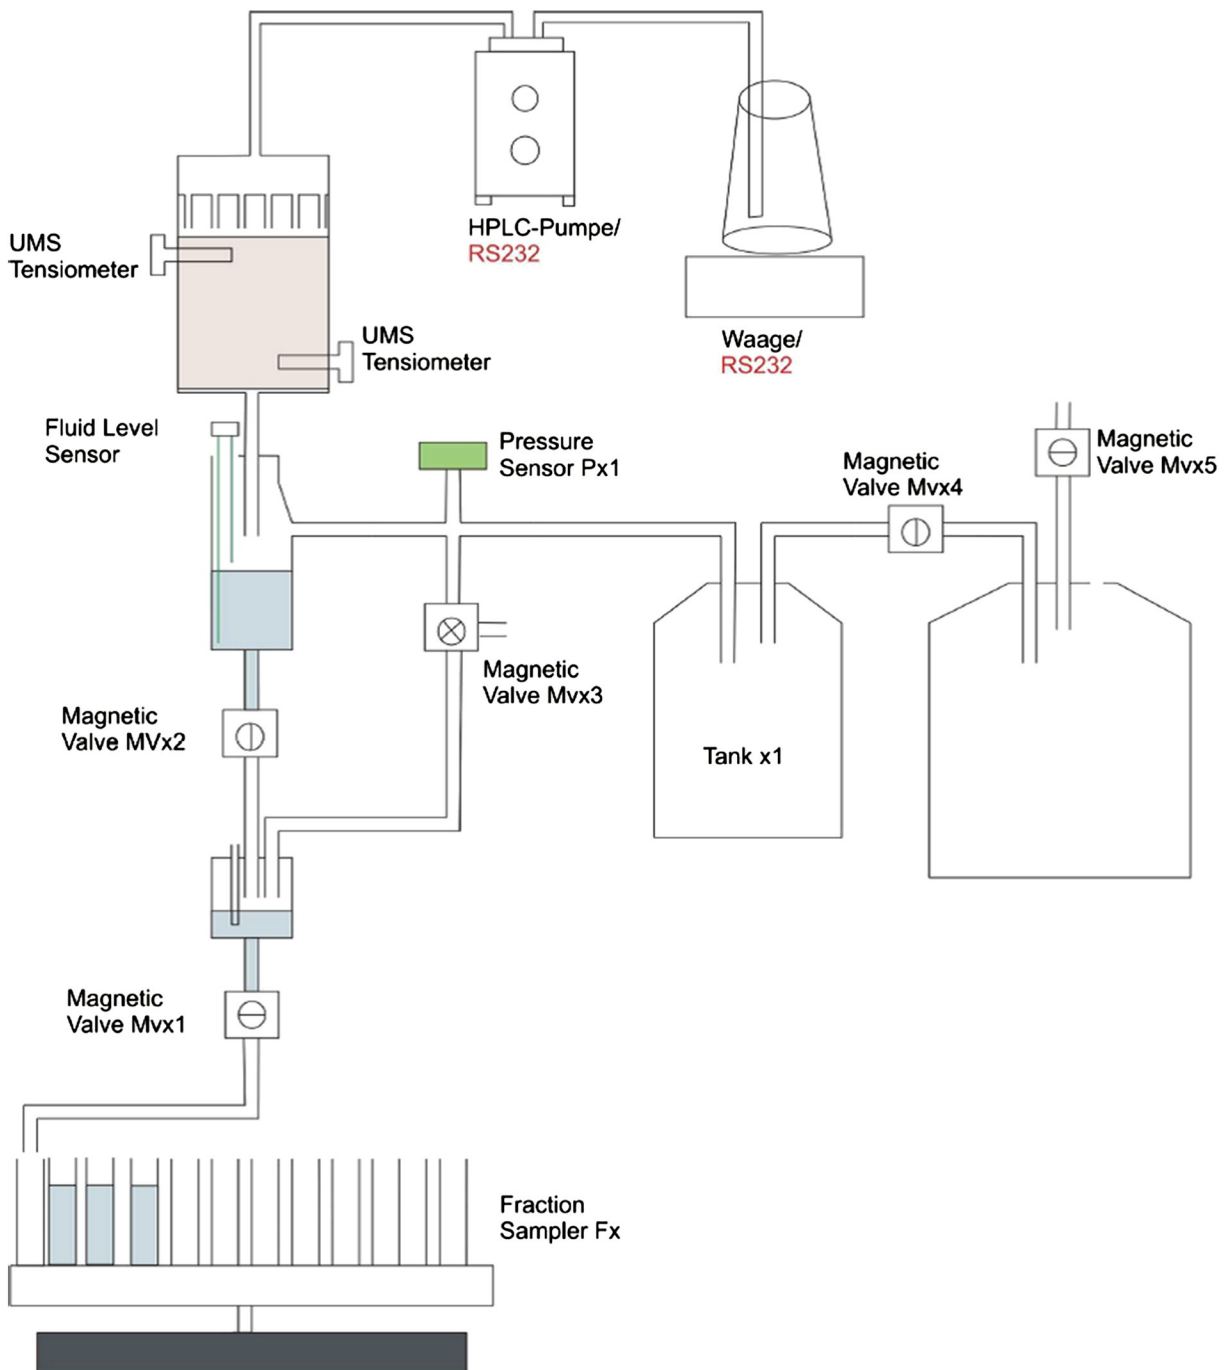 HPLC-Pumpe/
RS232
UMS
Tensiometer
Waage/
RS232
UMS
Tensiometer
Fluid Level
Sensor
Pressure
Sensor Px1
Magnetic
Valve Mvx4
Magnetic
Valve Mvx5
Magnetic
Valve Mvx3
Magnetic
Valve MVx2
Tank x1
Magnetic
Valve Mvx1
Fraction
Sampler Fx